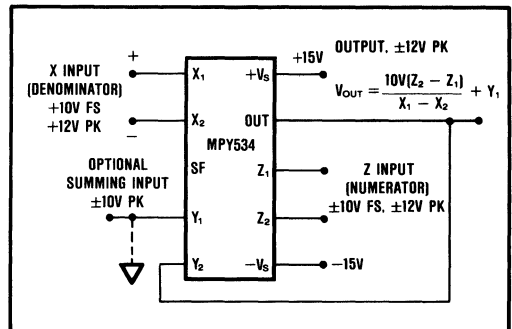 +
X INPUT
(DENOMINATOR)
+10V FS
+12V PK
−
OPTIONAL
SUMMING INPUT
±10V PK
X₁
X₂
SF
Y₁
Y₂
MPY534
+Vₛ
OUT
Z₁
Z₂
−Vₛ
+15V
OUTPUT, ±12V PK
V_OUT = 10V(Z₂ − Z₁) / X₁ − X₂ + Y₁
Z INPUT
(NUMERATOR)
±10V FS, ±12V PK
−15V